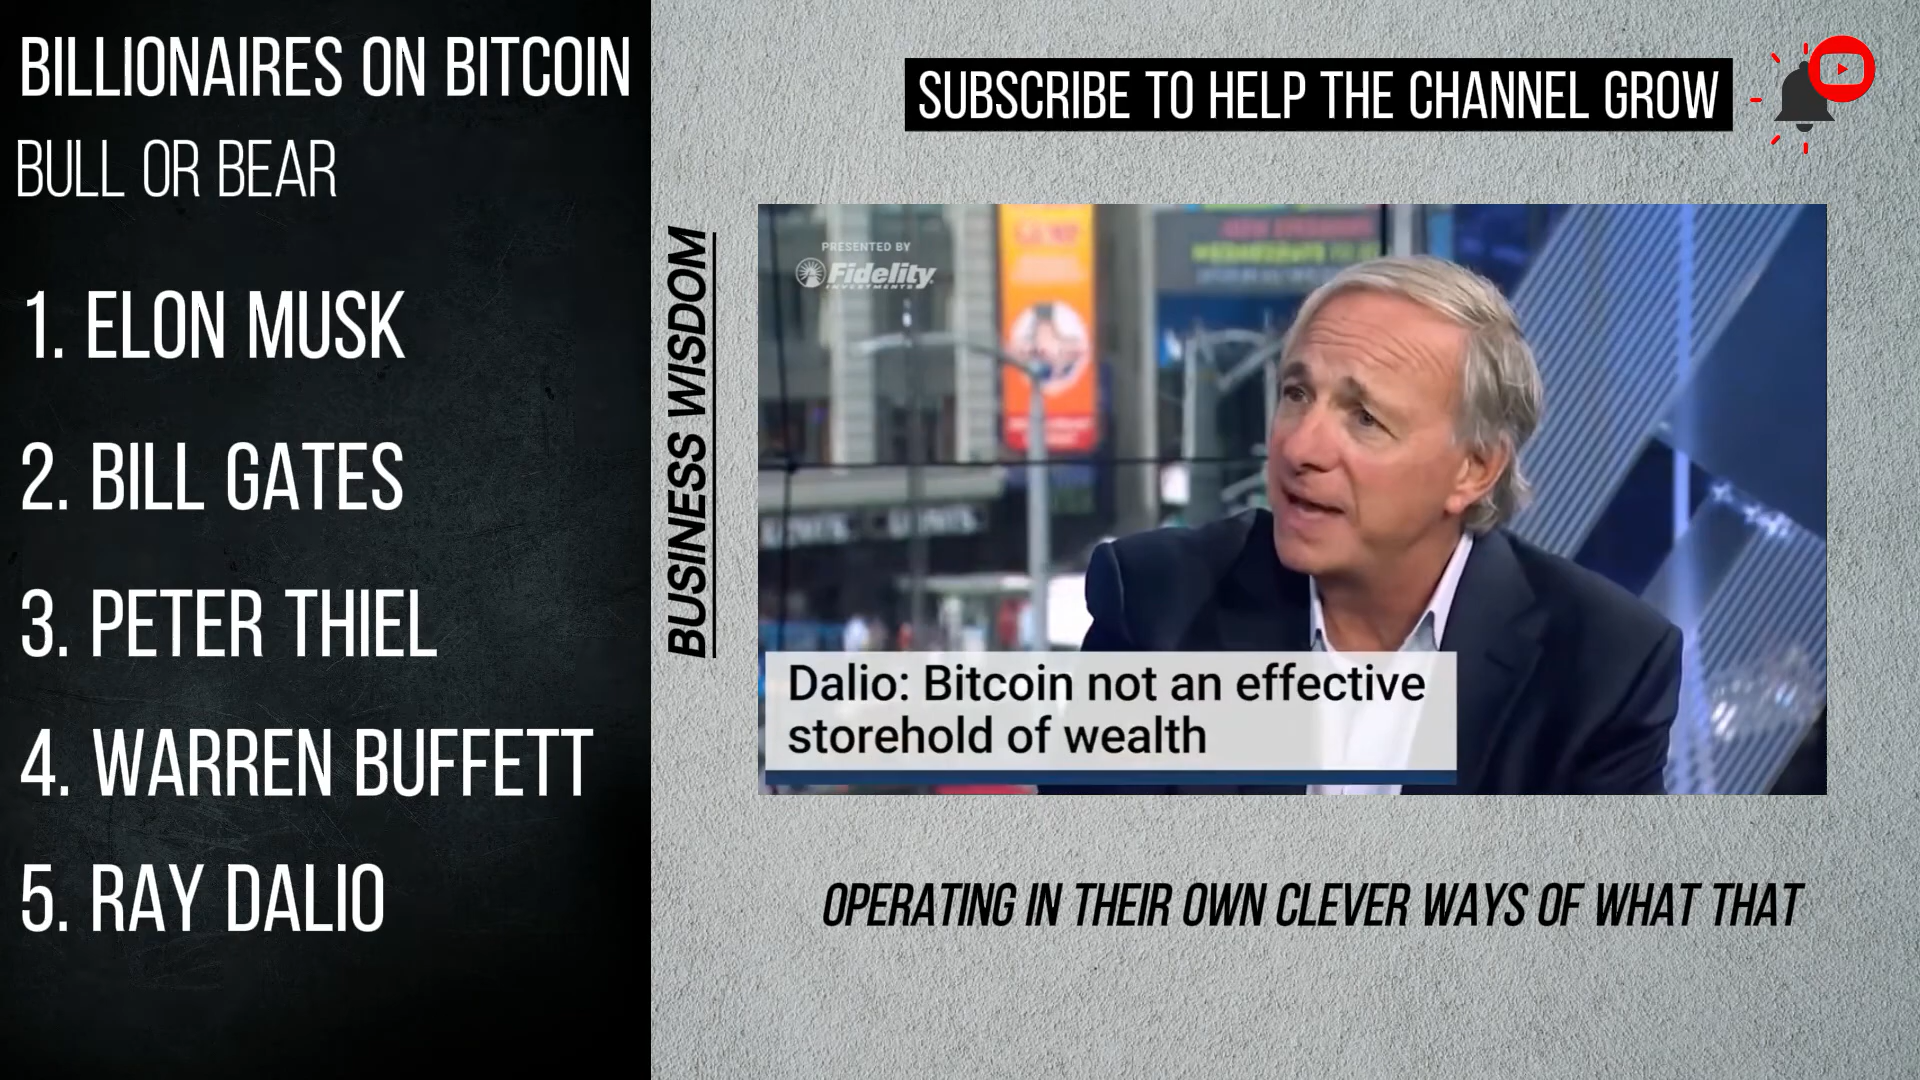 BILLIONAIRES ON BITCOIN
BULL OR BEAR
1. ELON MUSK
2. BILL GATES
3. PETER THIEL
4. WARREN BUFFETT
5. RAY DALIO
BUSINESS WISDOM
SUBSCRIBE TO HELP THE CHANNEL GROW
PRESENTED BY
Fidelity
INVESTMENTS
Dalio: Bitcoin not an effective
storehold of wealth
OPERATING IN THEIR OWN CLEVER WAYS OF WHAT THAT